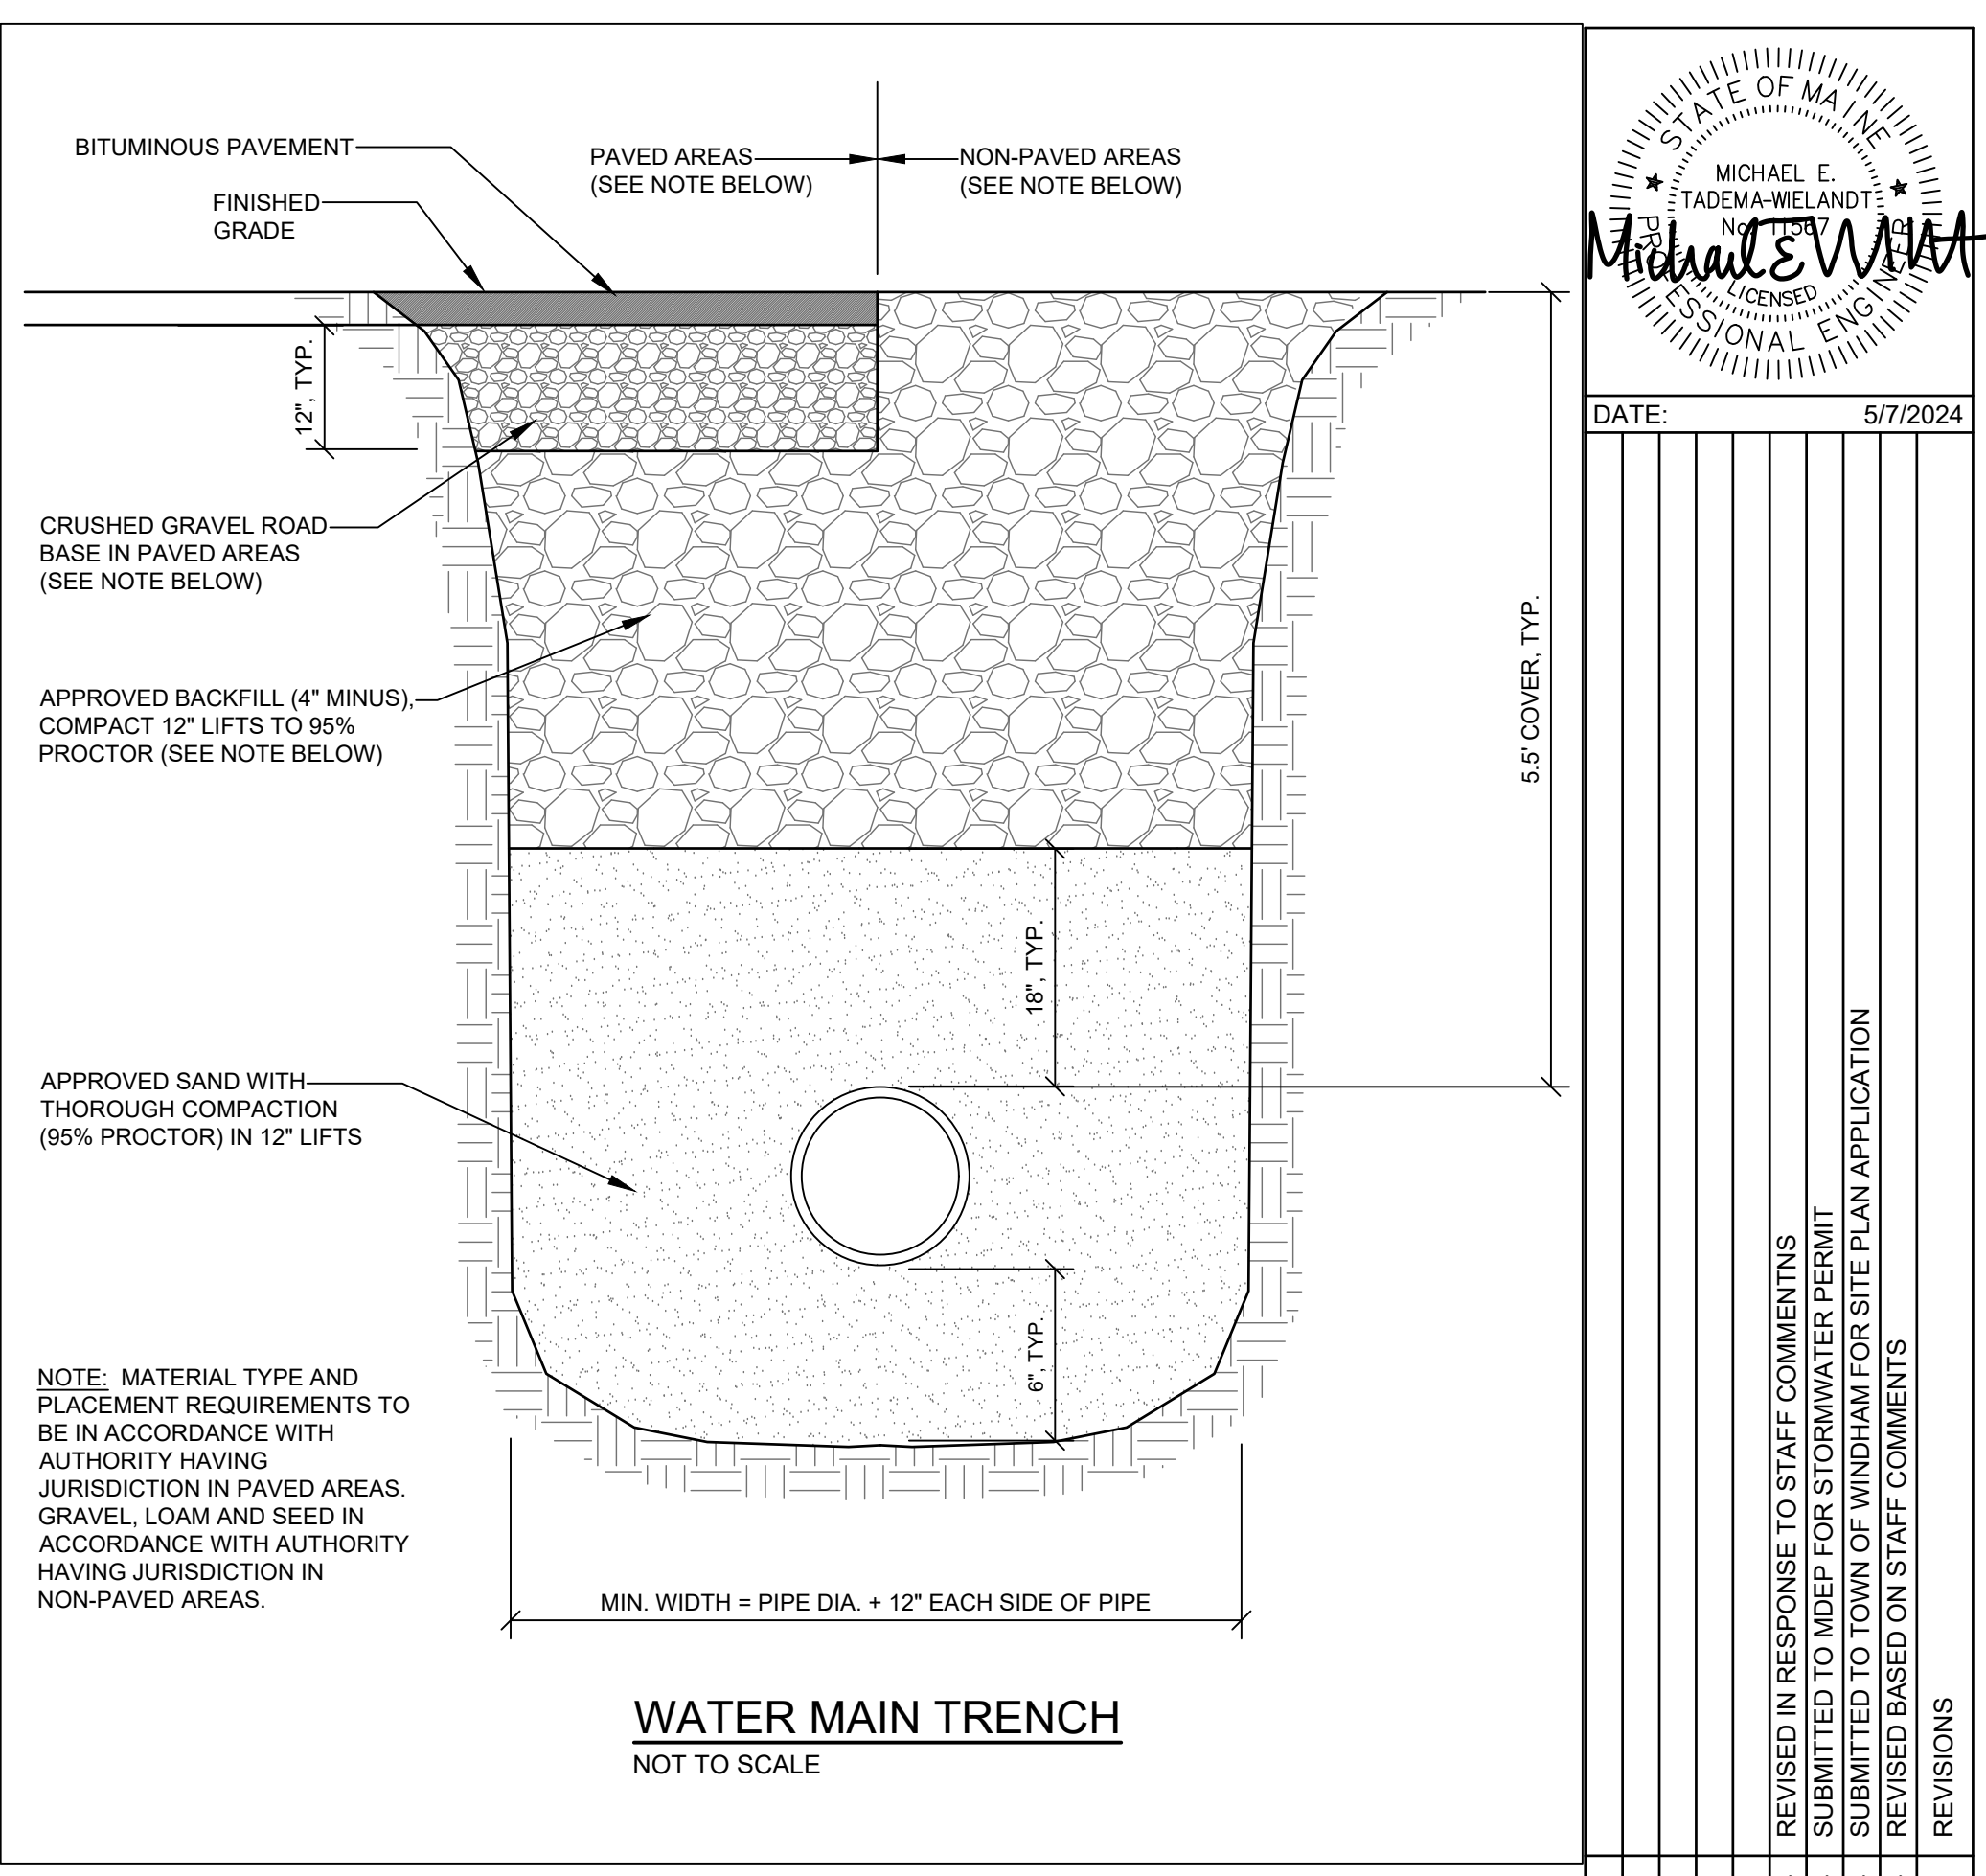 BITUMINOUS PAVEMENT
FINISHED
GRADE
PAVED AREAS
(SEE NOTE BELOW)
NON-PAVED AREAS
(SEE NOTE BELOW)
12", TYP.
CRUSHED GRAVEL ROAD
BASE IN PAVED AREAS
(SEE NOTE BELOW)
APPROVED BACKFILL (4" MINUS),
COMPACT 12" LIFTS TO 95%
PROCTOR (SEE NOTE BELOW)
5.5' COVER, TYP.
18", TYP.
APPROVED SAND WITH
THOROUGH COMPACTION
(95% PROCTOR) IN 12" LIFTS
6", TYP.
NOTE: MATERIAL TYPE AND
PLACEMENT REQUIREMENTS TO
BE IN ACCORDANCE WITH
AUTHORITY HAVING
JURISDICTION IN PAVED AREAS.
GRAVEL, LOAM AND SEED IN
ACCORDANCE WITH AUTHORITY
HAVING JURISDICTION IN
NON-PAVED AREAS.
MIN. WIDTH = PIPE DIA. + 12" EACH SIDE OF PIPE
WATER MAIN TRENCH
NOT TO SCALE
STATE OF MAINE
MICHAEL E.
TADEMA-WIELANDT
No. 11567
LICENSED
PROFESSIONAL ENGINEER
DATE: 5/7/2024
REVISED IN RESPONSE TO STAFF COMMENTNS
SUBMITTED TO MDEP FOR STORMWATER PERMIT
SUBMITTED TO TOWN OF WINDHAM FOR SITE PLAN APPLICATION
REVISED BASED ON STAFF COMMENTS
REVISIONS